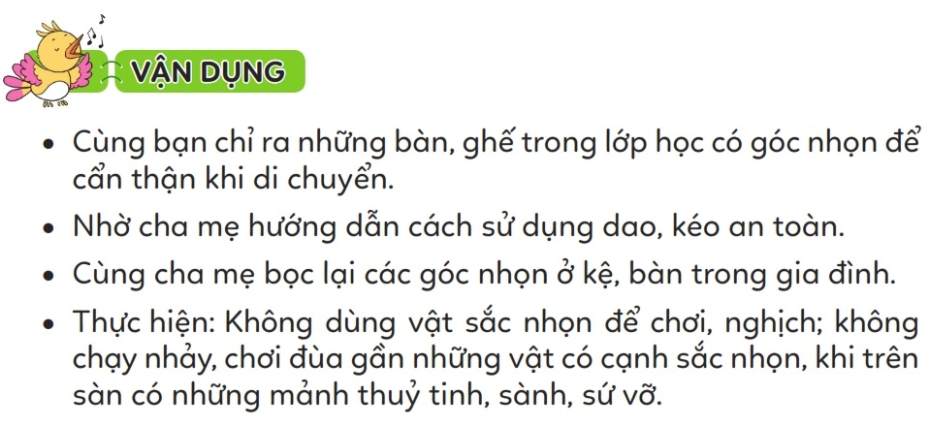 VẬN DỤNG
• Cùng bạn chỉ ra những bàn, ghế trong lớp học có góc nhọn để
cẩn thận khi di chuyển.
• Nhờ cha mẹ hướng dẫn cách sử dụng dao, kéo an toàn.
• Cùng cha mẹ bọc lại các góc nhọn ở kệ, bàn trong gia đình.
• Thực hiện: Không dùng vật sắc nhọn để chơi, nghịch; không
chạy nhảy, chơi đùa gần những vật có cạnh sắc nhọn, khi trên
sàn có những mảnh thuỷ tinh, sành, sứ vỡ.